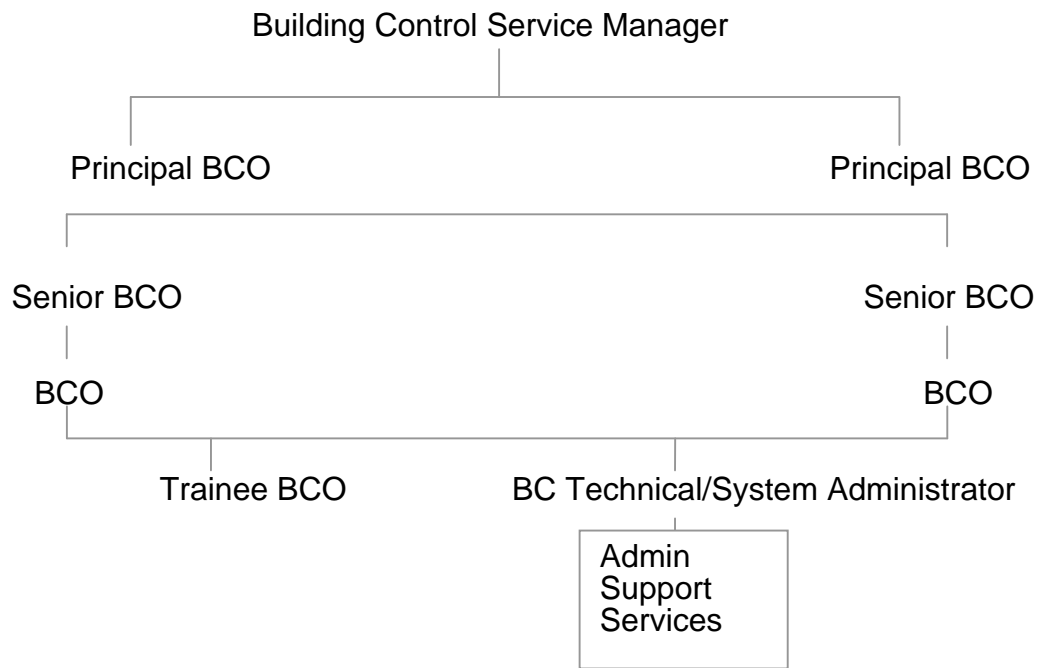 Building Control Service Manager
Principal BCO
Principal BCO
Senior BCO
Senior BCO
BCO
BCO
Trainee BCO
BC Technical/System Administrator
Admin
Support
Services